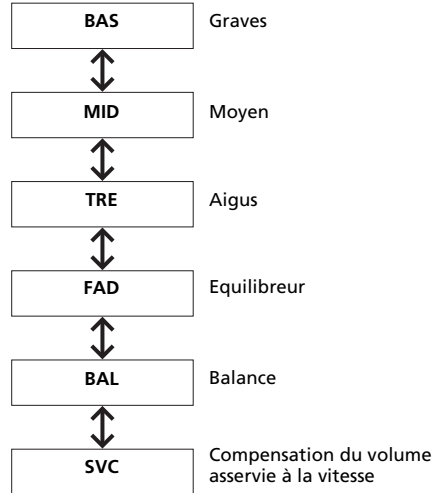 BAS Graves
MID Moyen
TRE Aigus
FAD Equilibreur
BAL Balance
SVC Compensation du volume
asservie à la vitesse